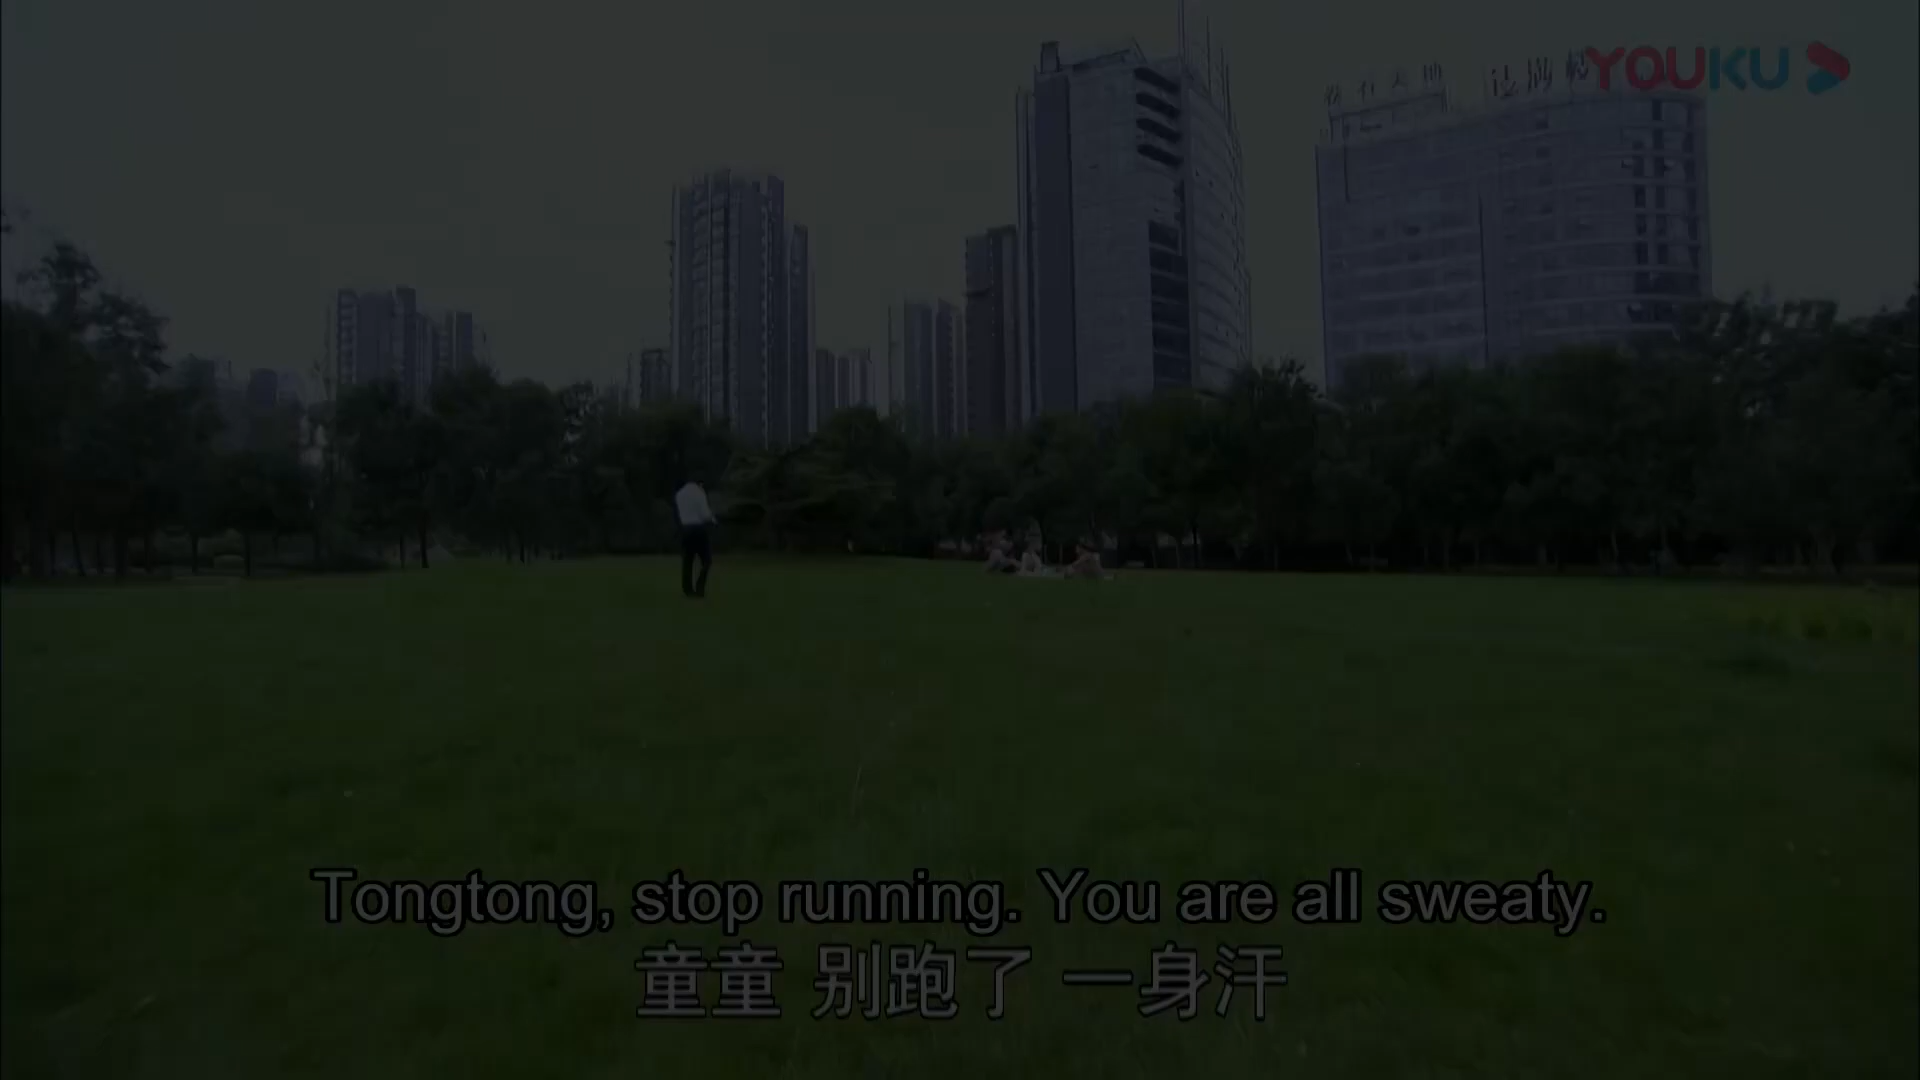 YOUKU
Tongtong, stop running. You are all sweaty.
童童 别跑了 一身汗